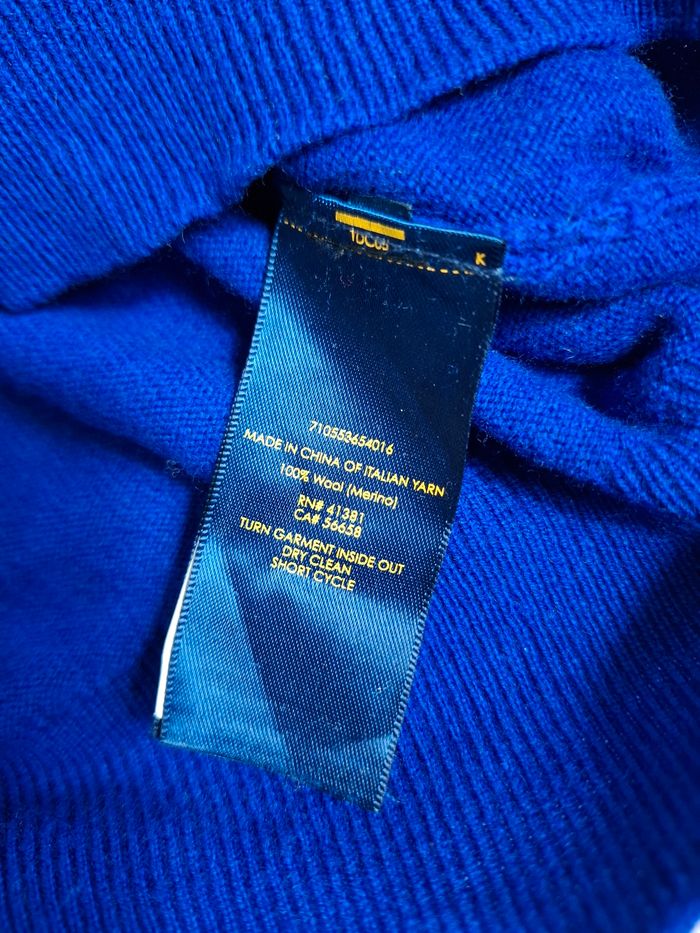 K
710553654016
MADE IN CHINA OF ITALIAN YARN
100% Wool (Merino)
RN# 41381
CA# 56658
TURN GARMENT INSIDE OUT
DRY CLEAN
SHORT CYCLE